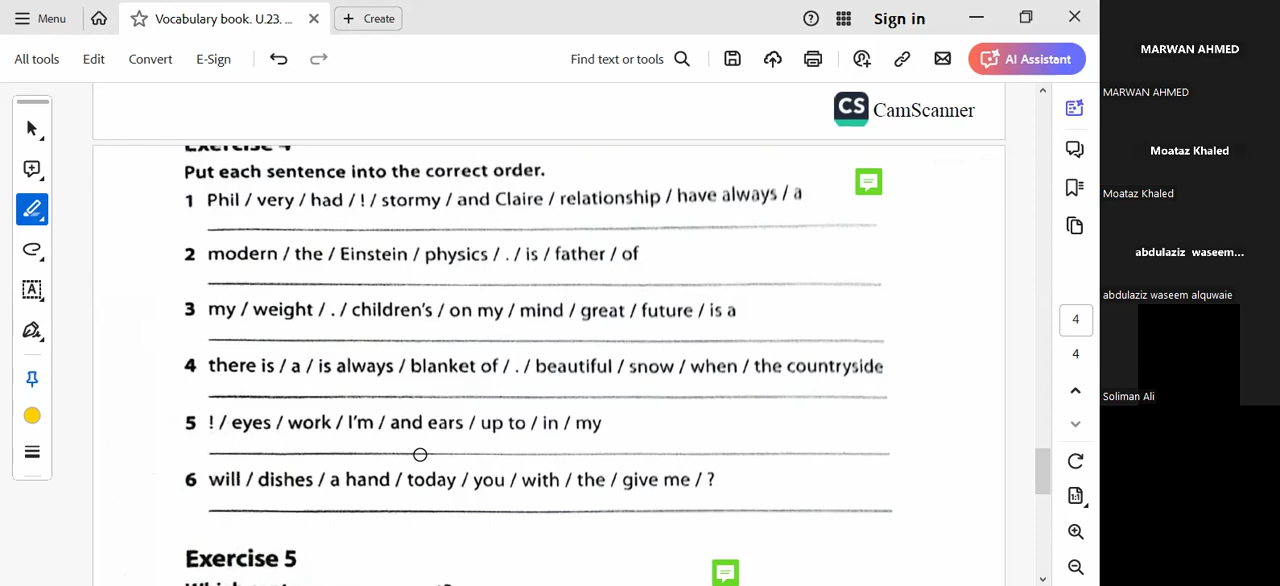 Menu
Vocabulary book. U.23. ...
Create
Sign in
All tools
Edit
Convert
E-Sign
Find text or tools
AI Assistant
CS CamScanner
Exercise 4
Put each sentence into the correct order.
1 Phil / very / had / ! / stormy / and Claire / relationship / have always / a
2 modern / the / Einstein / physics / . / is / father / of
3 my / weight / . / children's / on my / mind / great / future / is a
4 there is / a / is always / blanket of / . / beautiful / snow / when / the countryside
5 ! / eyes / work / I'm / and ears / up to / in / my
6 will / dishes / a hand / today / you / with / the / give me / ?
Exercise 5
4
4
MARWAN AHMED
MARWAN AHMED
Moataz Khaled
Moataz Khaled
abdulaziz waseem...
abdulaziz waseem alquwaie
Soliman Ali